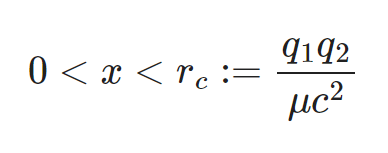 0 < x < r_c := \frac{q_1 q_2}{\mu c^2}